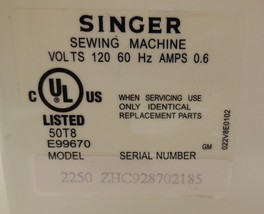 SINGER
SEWING MACHINE
VOLTS 120 60 Hz AMPS 0.6
C UL US
WHEN SERVICING USE
ONLY IDENTICAL
REPLACEMENT PARTS
LISTED
50T8
E99670
GM
022V8E0102
MODEL SERIAL NUMBER
2250 ZHC928702185